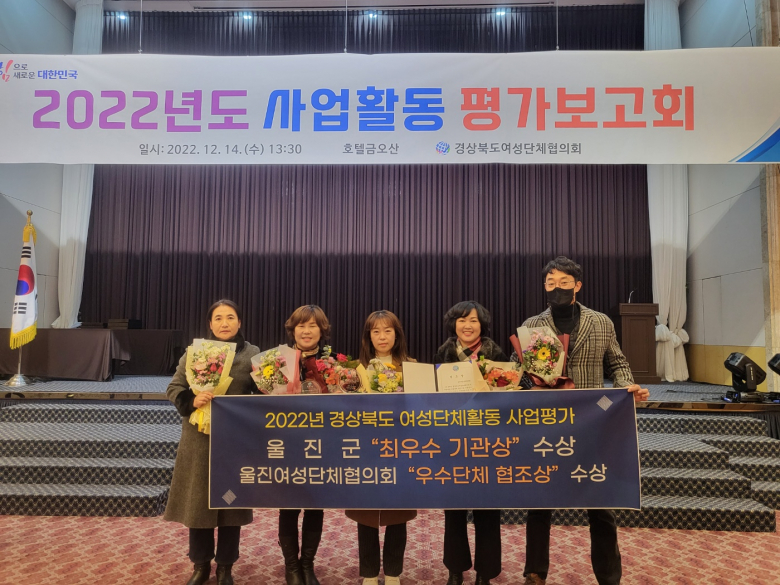 으로
새로운 대한민국
2022년도 사업활동 평가보고회
일시: 2022. 12. 14.(수) 13:30 호텔금오산 경상북도여성단체협의회
2022년 경상북도 여성단체활동 사업평가
울 진 군 “최우수 기관상” 수상
울진여성단체협의회 “우수단체 협조상” 수상